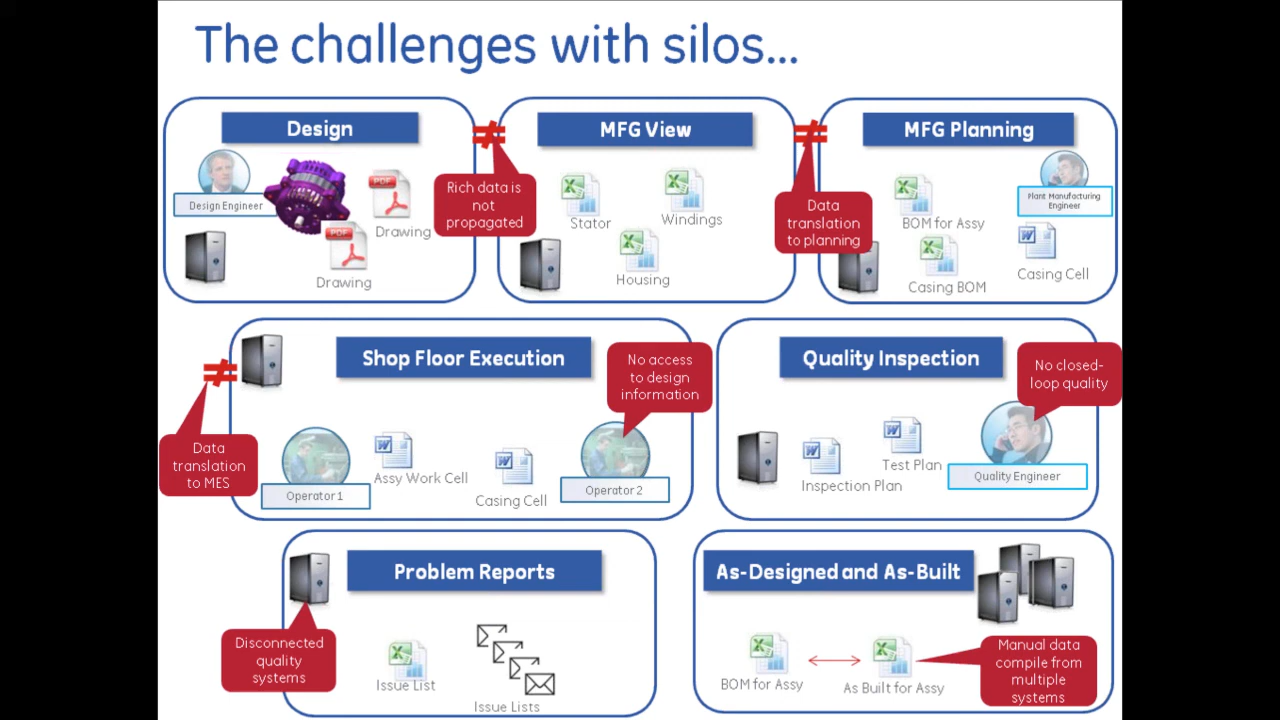 The challenges with silos...
Design
Design Engineer
PDF
Drawing
PDF
Drawing
Rich data is
not
propagated
MFG View
Stator
Windings
Housing
Data
translation
to planning
MFG Planning
BOM for Assy
Plant Manufacturing
Engineer
Casing BOM
Casing Cell
Data
translation
to MES
Shop Floor Execution
Operator 1
Assy Work Cell
Casing Cell
Operator 2
No access
to design
information
Quality Inspection
Inspection Plan
Test Plan
Quality Engineer
No closed-
loop quality
Problem Reports
Disconnected
quality
systems
Issue List
Issue Lists
As-Designed and As-Built
BOM for Assy
As Built for Assy
Manual data
compile from
multiple
systems